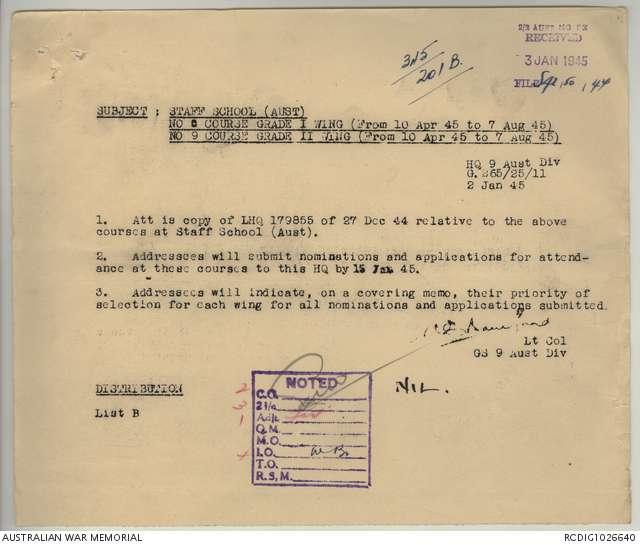 RECEIVED
3 JAN 1945
FILE
3N5
201 B.
SUBJECT : STAFF SCHOOL (AUST)
NO 8 COURSE GRADE I WING (From 10 Apr 45 to 7 Aug 45)
NO 9 COURSE GRADE II WING (From 10 Apr 45 to 7 Aug 45)
HQ 9 Aust Div
G.265/25/11
2 Jan 45
1. Att is copy of LHQ 179855 of 27 Dec 44 relative to the above
courses at Staff School (Aust).
2. Addressees will submit nominations and applications for attend-
ance at these courses to this HQ by 15 Jan 45.
3. Addressees will indicate, on a covering memo, their priority of
selection for each wing for all nominations and applications submitted.
Lt Col
GS 9 Aust Div
DISTRIBUTION
List B
NIL.
NOTED
2 C.O.
3 2i/c.
1 Adjt.
Q.M.
M.O.
4 I.O.
T.O.
R.S.M.
AUSTRALIAN WAR MEMORIAL
RCDIG1026640